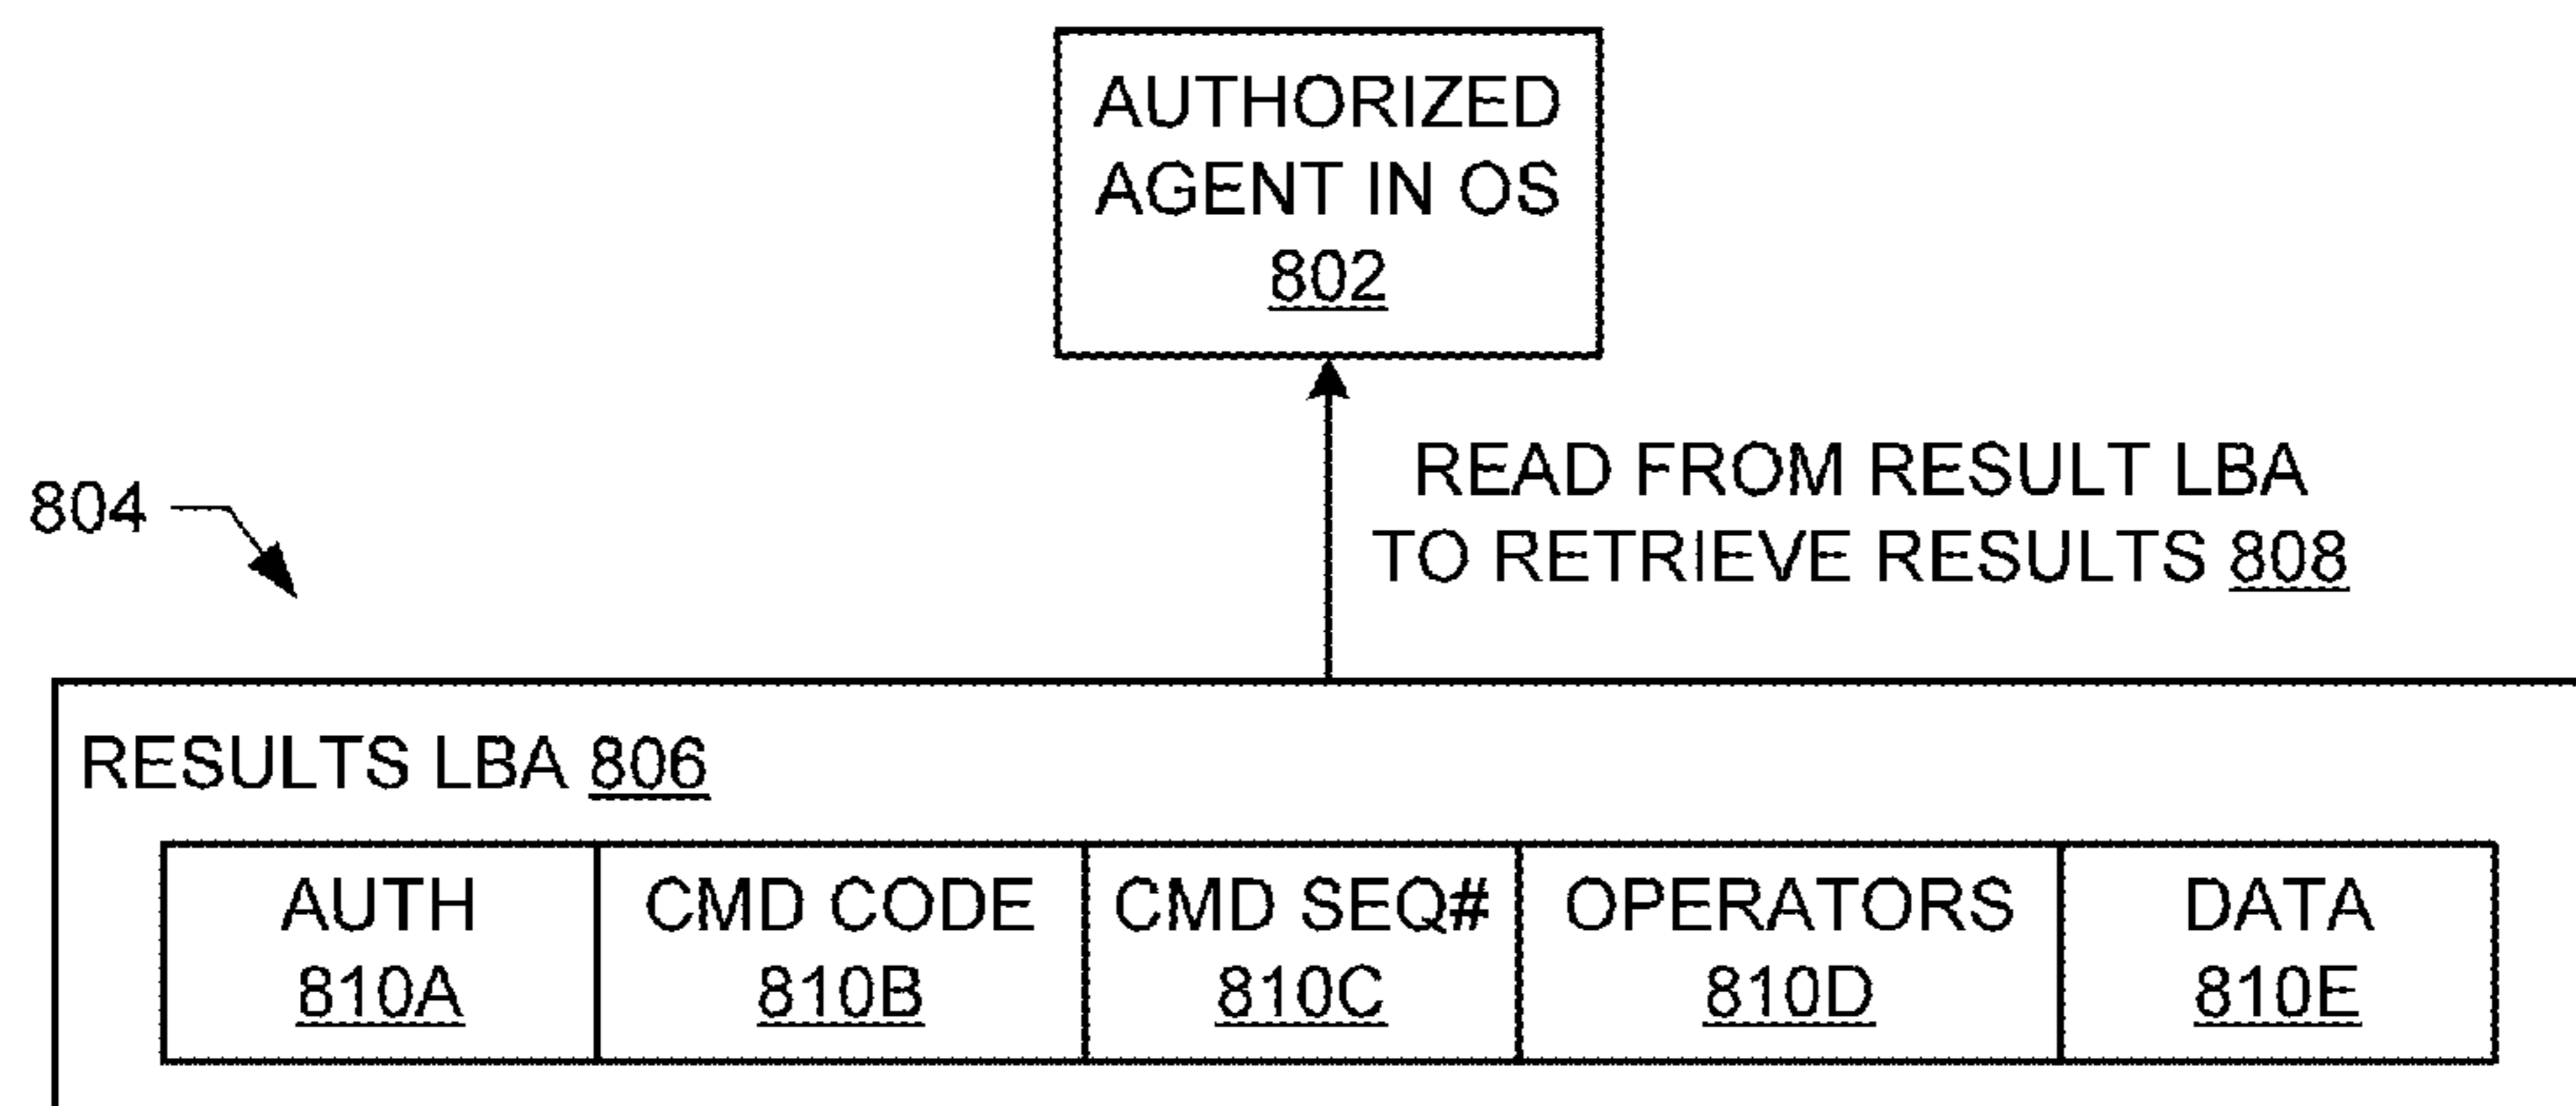 AUTHORIZED
AGENT IN OS
802
READ FROM RESULT LBA
804
TO RETRIEVE RESULTS 808
RESULTS LBA 806
AUTH CMD CODE CMD SEQ# OPERATORS DATA
810A 810B 810C 810D 810E